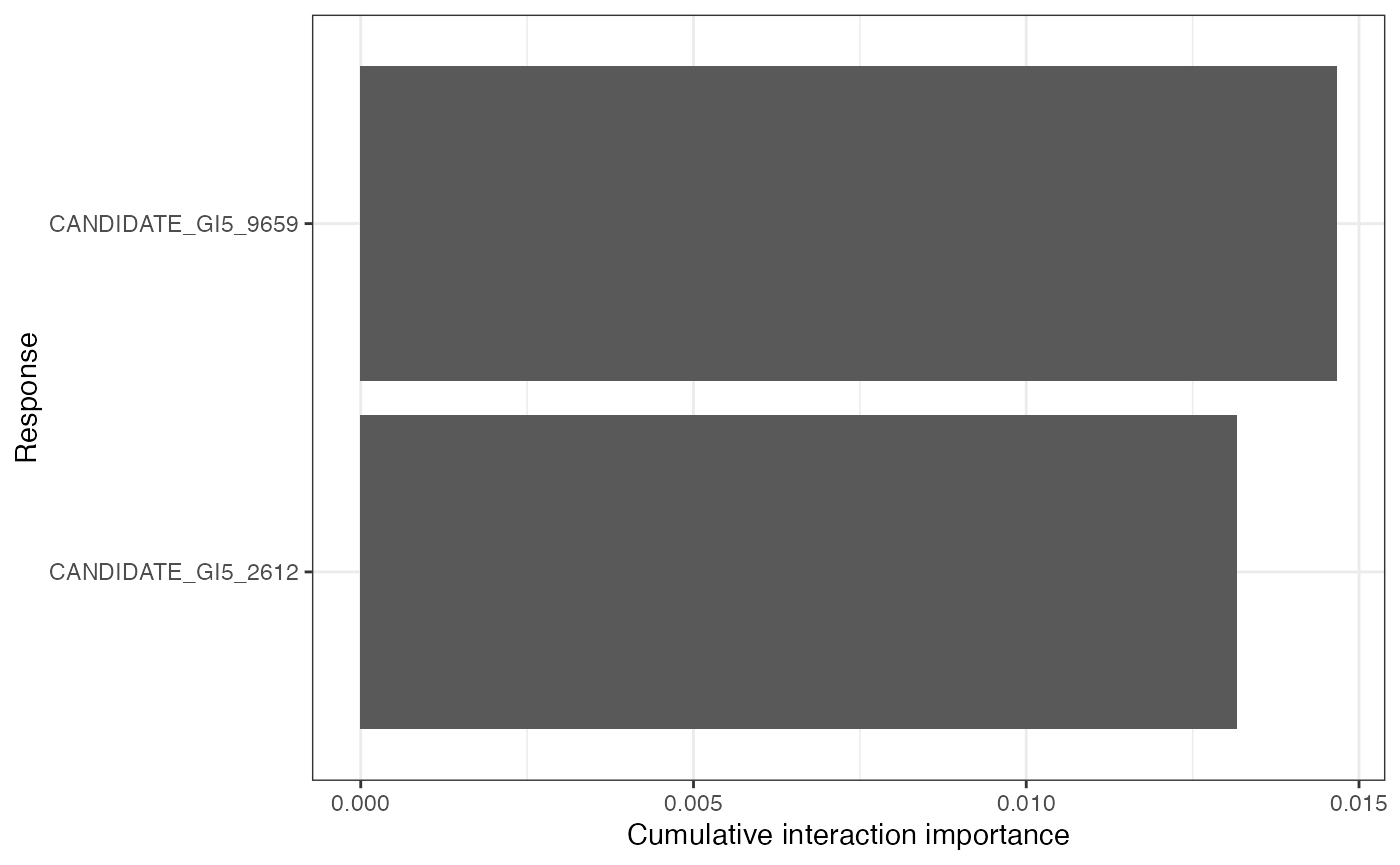 Response
CANDIDATE_GI5_9659
CANDIDATE_GI5_2612
0.000 0.005 0.010 0.015
Cumulative interaction importance